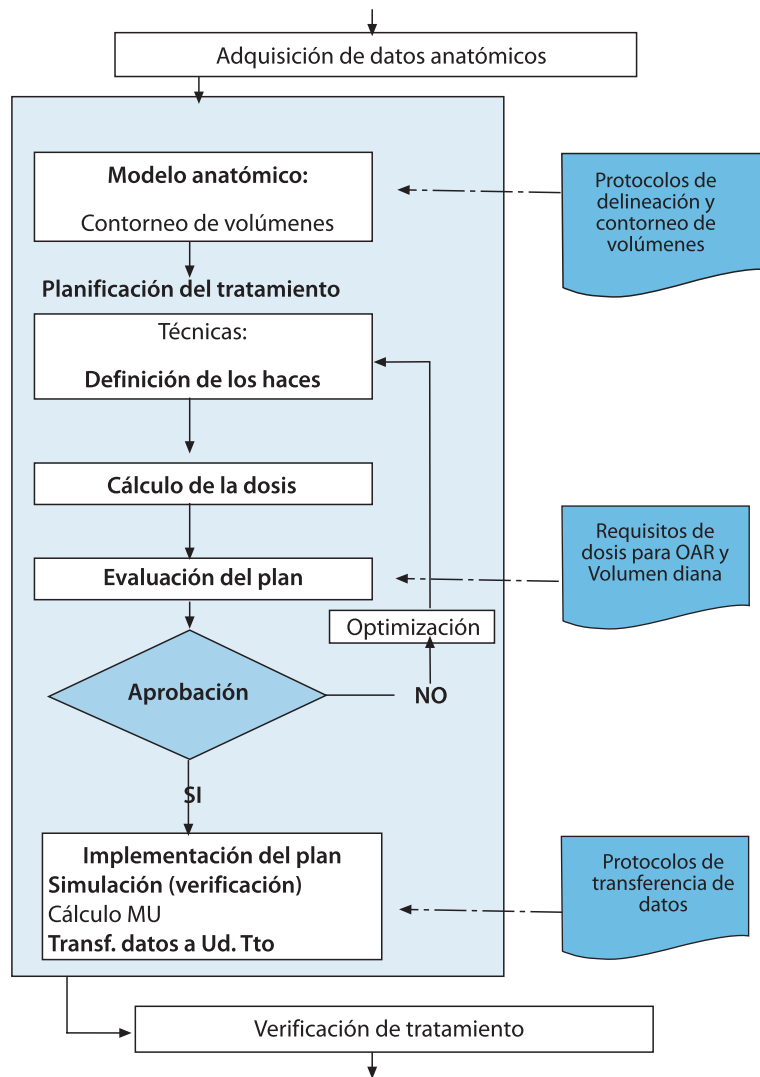 Adquisición de datos anatómicos
Modelo anatómico:
Contorneo de volúmenes
Protocolos de
delineación y
contorneo de
volúmenes
Planificación del tratamiento
Técnicas:
Definición de los haces
Cálculo de la dosis
Evaluación del plan
Requisitos de
dosis para OAR y
Volumen diana
Optimización
Aprobación
NO
SI
Implementación del plan
Simulación (verificación)
Cálculo MU
Transf. datos a Ud. Tto
Protocolos de
transferencia de
datos
Verificación de tratamiento